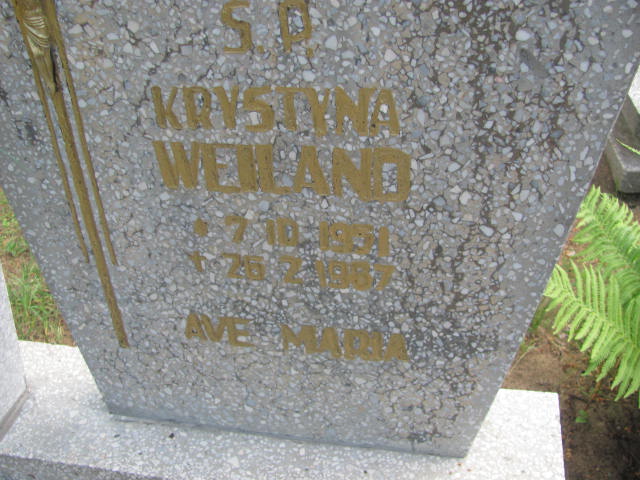 Ś.P.
KRYSTYNA
WEILAND
* 7 10 1951
+ 26 2 1987
AVE MARIA